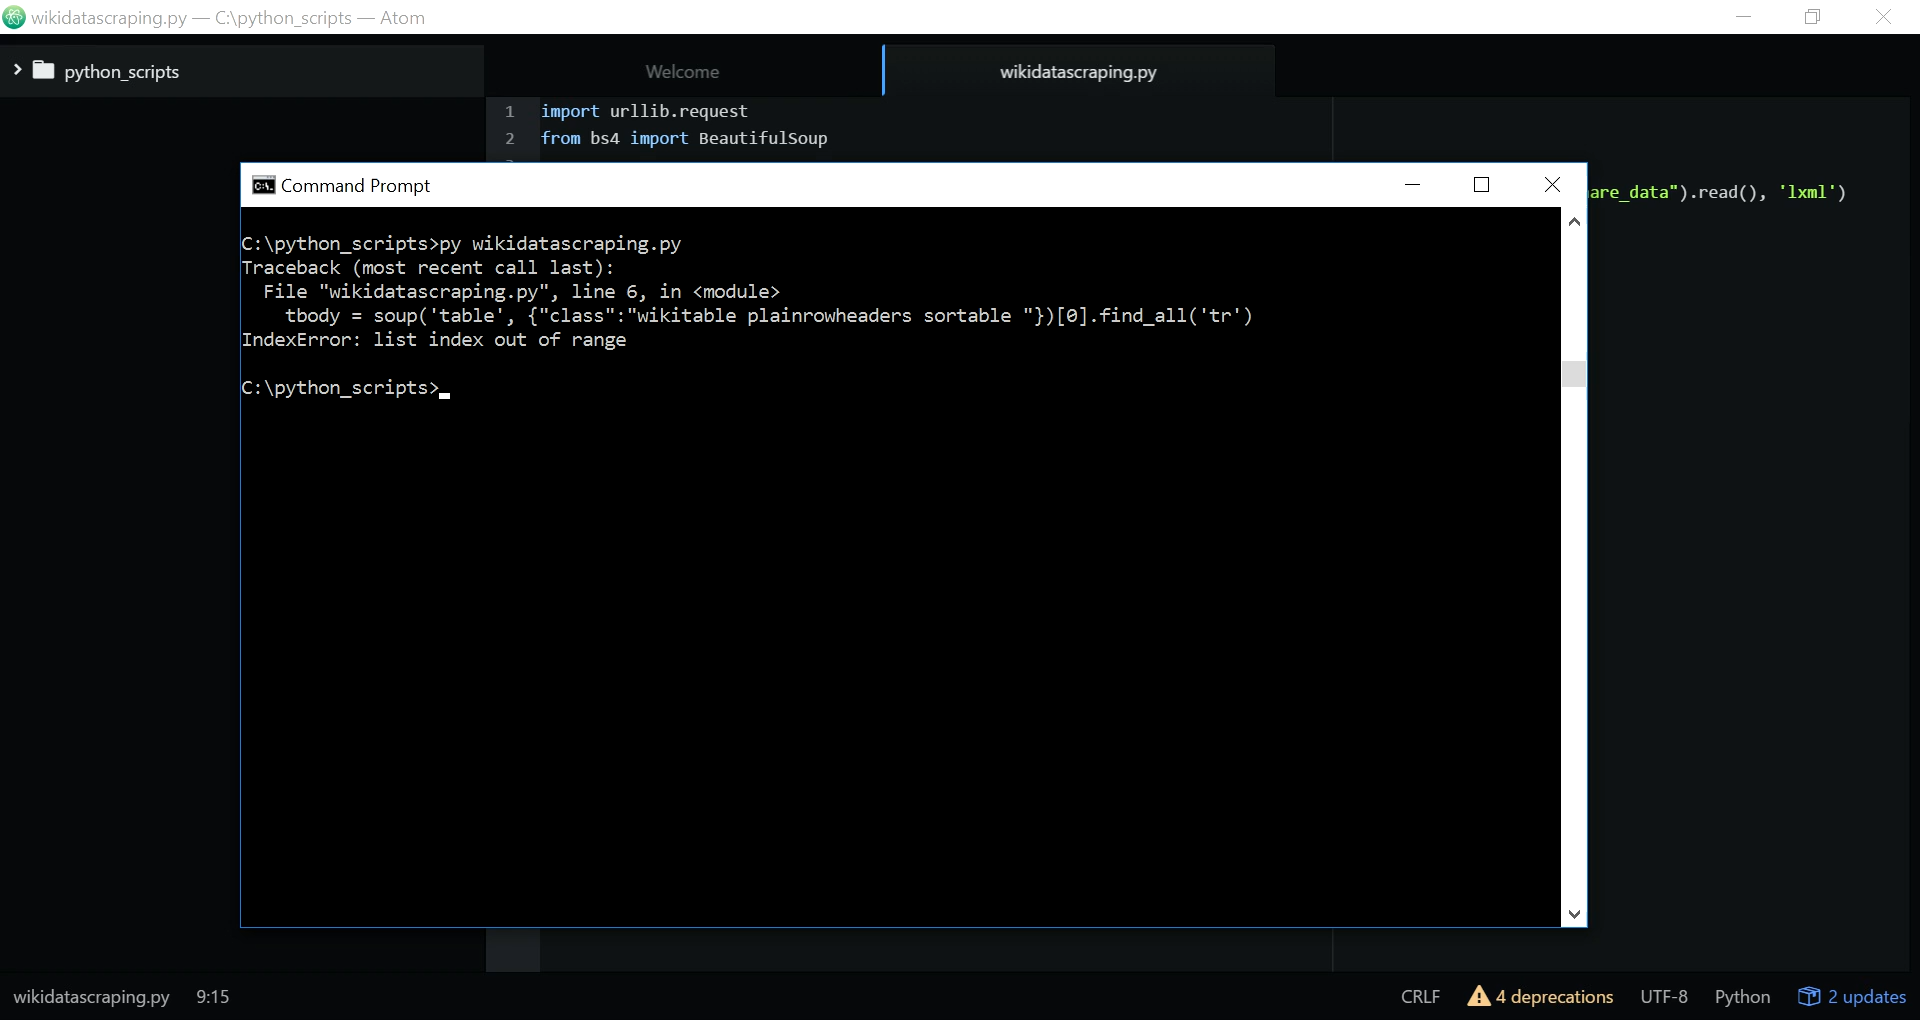 wikidatascraping.py — C:\python_scripts — Atom
python_scripts
Welcome
wikidatascraping.py
1 import urllib.request
2 from bs4 import BeautifulSoup
are_data").read(), 'lxml')
Command Prompt
C:\python_scripts>py wikidatascraping.py
Traceback (most recent call last):
  File "wikidatascraping.py", line 6, in <module>
    tbody = soup('table', {"class":"wikitable plainrowheaders sortable "})[0].find_all('tr')
IndexError: list index out of range
C:\python_scripts>
wikidatascraping.py 9:15
CRLF 4 deprecations UTF-8 Python 2 updates